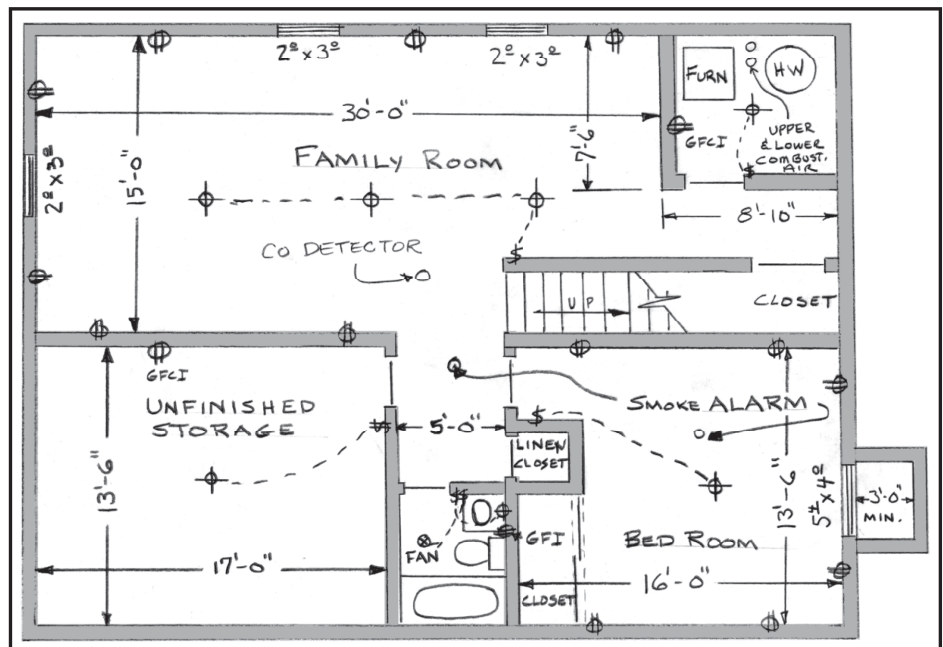 2⁰ x 3⁰
2⁰ x 3⁰
FURN
HW
30'-0"
GFCI
UPPER
& LOWER
COMBUST.
AIR
$
2⁰ x 3⁰
15'-0"
FAMILY ROOM
7'-6"
8'-10"
CO DETECTOR
$
UP
CLOSET
GFCI
UNFINISHED
STORAGE
$
5'-0"
$
SMOKE ALARM
LINEN
CLOSET
13'-6"
13'-6"
5⁴ x 4⁰
3'-0"
MIN.
$
FAN
GFI
BED ROOM
17'-0"
16'-0"
CLOSET